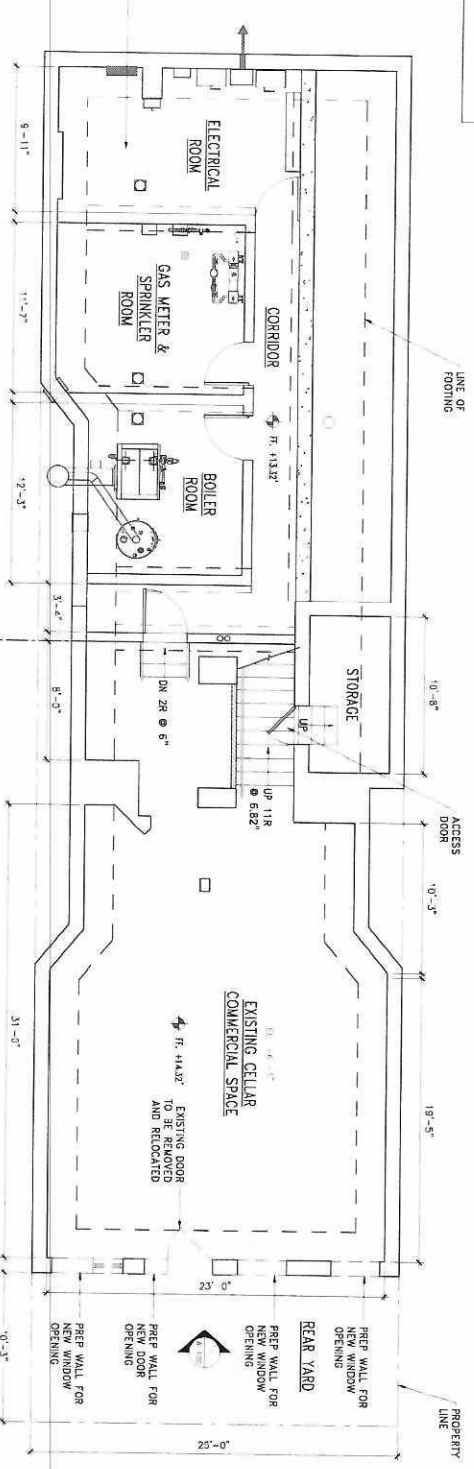 LINE OF
FOOTING
ACCESS
DOOR
PROPERTY
LINE
10'-8"
10'-3"
19'-5"
STORAGE
UP
UP 11R
@ 6.82"
DN 2R @ 6"
CORRIDOR
FF. +13.32'
ELECTRICAL
ROOM
GAS METER &
SPRINKLER
ROOM
BOILER
ROOM
EXISTING CELLAR
COMMERCIAL SPACE
FF. +14.32'
EXISTING DOOR
TO BE REMOVED
AND RELOCATED
PREP WALL FOR
NEW WINDOW
OPENING
REAR YARD
PREP WALL FOR
NEW WINDOW
OPENING
PREP WALL FOR
NEW DOOR
OPENING
PREP WALL FOR
NEW WINDOW
OPENING
23'-0"
25'-0"
9'-11"
11'-7"
12'-3"
3'-4"
8'-0"
31'-0"